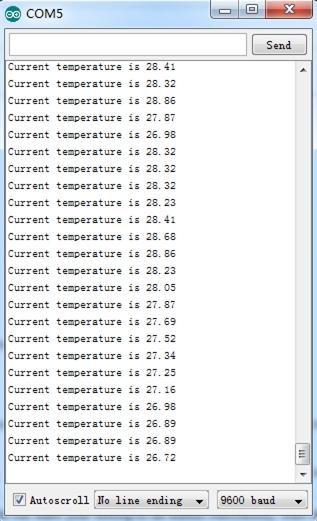 COM5
Send
Current temperature is 28.41
Current temperature is 28.32
Current temperature is 28.86
Current temperature is 27.87
Current temperature is 26.98
Current temperature is 28.32
Current temperature is 28.32
Current temperature is 28.32
Current temperature is 28.23
Current temperature is 28.41
Current temperature is 28.68
Current temperature is 28.86
Current temperature is 28.23
Current temperature is 28.05
Current temperature is 27.87
Current temperature is 27.69
Current temperature is 27.52
Current temperature is 27.34
Current temperature is 27.25
Current temperature is 27.16
Current temperature is 26.98
Current temperature is 26.89
Current temperature is 26.89
Current temperature is 26.72
Autoscroll No line ending 9600 baud